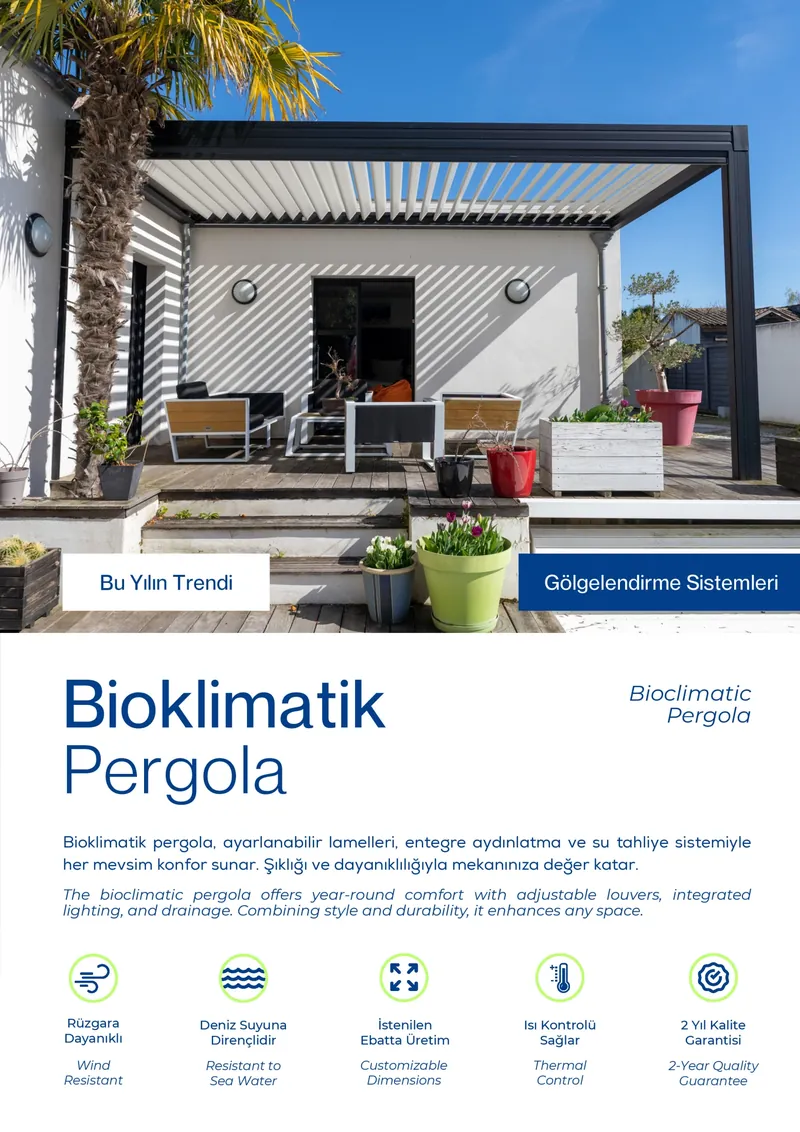 Bu Yılın Trendi
Gölgelendirme Sistemleri
Bioklimatik
Pergola
Bioclimatic
Pergola
Bioklimatik pergola, ayarlanabilir lamelleri, entegre aydınlatma ve su tahliye sistemiyle
her mevsim konfor sunar. Şıklığı ve dayanıklılığıyla mekanınıza değer katar.
The bioclimatic pergola offers year-round comfort with adjustable louvers, integrated
lighting, and drainage. Combining style and durability, it enhances any space.
Rüzgara
Dayanıklı
Wind
Resistant
Deniz Suyuna
Dirençlidir
Resistant to
Sea Water
İstenilen
Ebatta Üretim
Customizable
Dimensions
Isı Kontrolü
Sağlar
Thermal
Control
2 Yıl Kalite
Garantisi
2-Year Quality
Guarantee